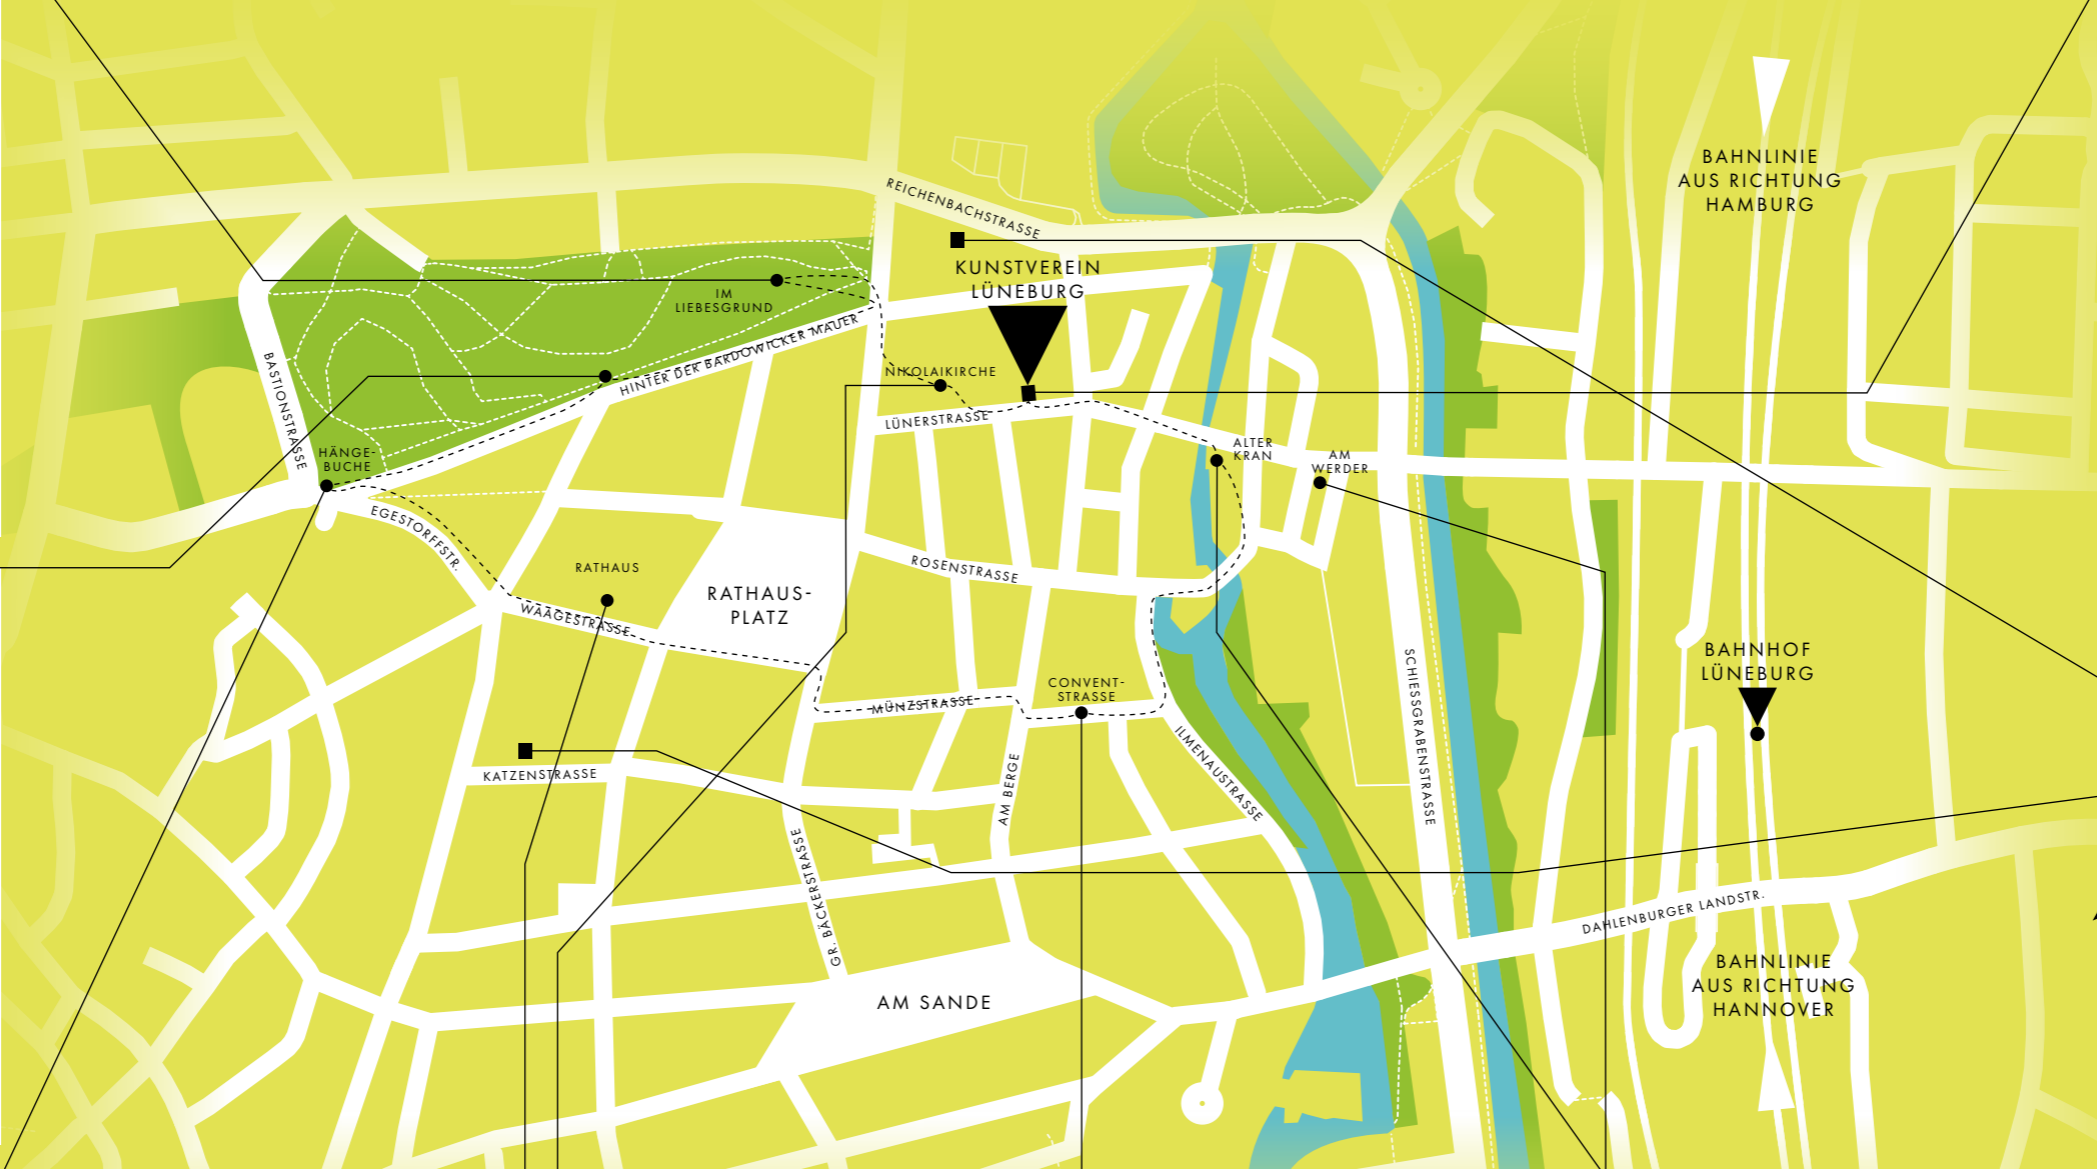 BAHNLINIE
AUS RICHTUNG
HAMBURG
REICHENBACHSTRASSE
KUNSTVEREIN
LÜNEBURG
IM
LIEBESGRUND
HINTER DER BARDOWICKER MAUER
BASTIONSTRASSE
NIKOLAIKIRCHE
LÜNERSTRASSE
HÄNGE-
BUCHE
ALTER
KRAN
AM
WERDER
EGESTORFFSTR.
RATHAUS
ROSENSTRASSE
RATHAUS-
PLATZ
WAAGESTRASSE
BAHNHOF
LÜNEBURG
CONVENT-
STRASSE
MÜNZSTRASSE
SCHIESSGRABENSTRASSE
ILMENAUSTRASSE
KATZENSTRASSE
AM BERGE
GR. BÄCKERSTRASSE
DAHLENBURGER LANDSTR.
BAHNLINIE
AUS RICHTUNG
HANNOVER
AM SANDE